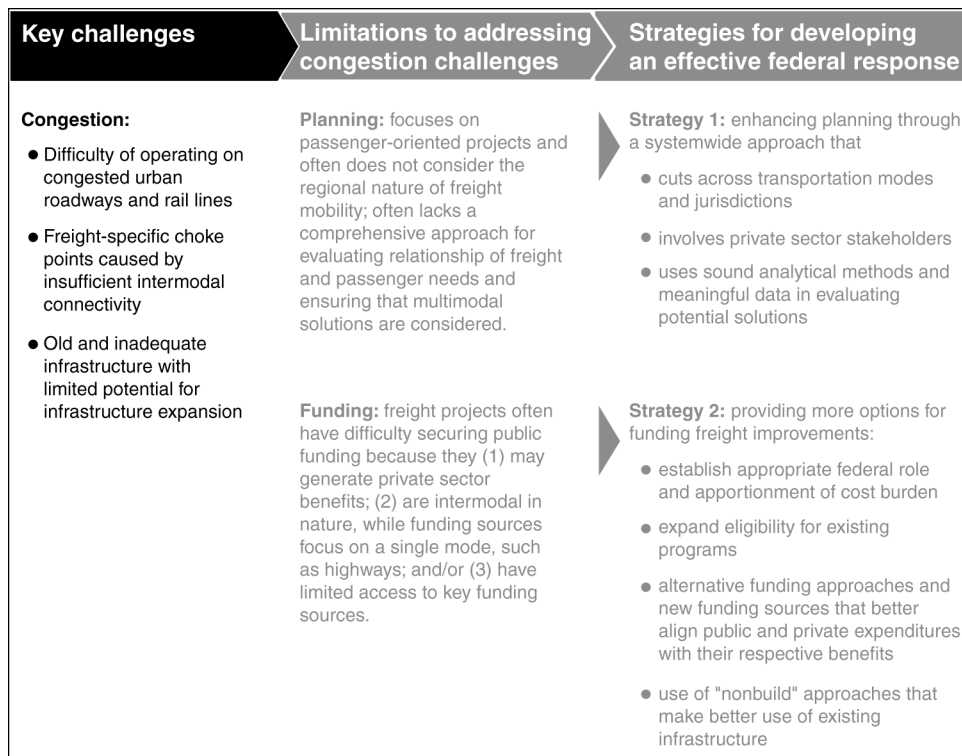 Key challenges
Limitations to addressing
congestion challenges
Strategies for developing
an effective federal response
Congestion:
● Difficulty of operating on
congested urban
roadways and rail lines
● Freight-specific choke
points caused by
insufficient intermodal
connectivity
● Old and inadequate
infrastructure with
limited potential for
infrastructure expansion
Planning: focuses on
passenger-oriented projects and
often does not consider the
regional nature of freight
mobility; often lacks a
comprehensive approach for
evaluating relationship of freight
and passenger needs and
ensuring that multimodal
solutions are considered.
Funding: freight projects often
have difficulty securing public
funding because they (1) may
generate private sector
benefits; (2) are intermodal in
nature, while funding sources
focus on a single mode, such
as highways; and/or (3) have
limited access to key funding
sources.
Strategy 1: enhancing planning through
a systemwide approach that
● cuts across transportation modes
and jurisdictions
● involves private sector stakeholders
● uses sound analytical methods and
meaningful data in evaluating
potential solutions
Strategy 2: providing more options for
funding freight improvements:
● establish appropriate federal role
and apportionment of cost burden
● expand eligibility for existing
programs
● alternative funding approaches and
new funding sources that better
align public and private expenditures
with their respective benefits
● use of "nonbuild" approaches that
make better use of existing
infrastructure